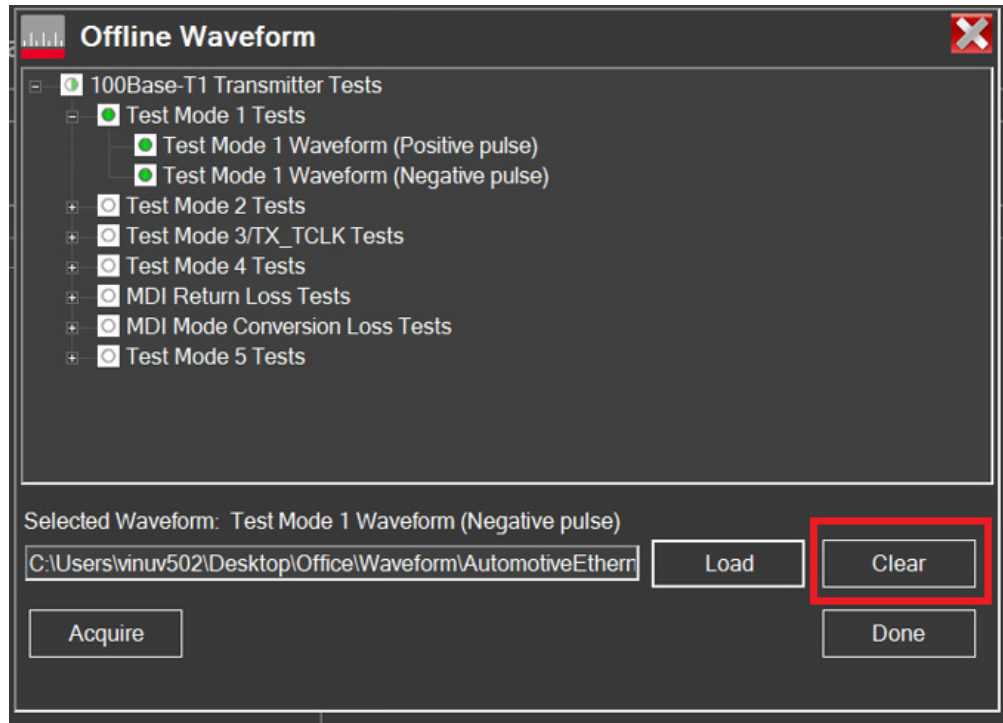 Offline Waveform
100Base-T1 Transmitter Tests
Test Mode 1 Tests
Test Mode 1 Waveform (Positive pulse)
Test Mode 1 Waveform (Negative pulse)
Test Mode 2 Tests
Test Mode 3/TX_TCLK Tests
Test Mode 4 Tests
MDI Return Loss Tests
MDI Mode Conversion Loss Tests
Test Mode 5 Tests
Selected Waveform: Test Mode 1 Waveform (Negative pulse)
C:\Users\vinuv502\Desktop\Office\Waveform\AutomotiveEthern
Load
Clear
Acquire
Done